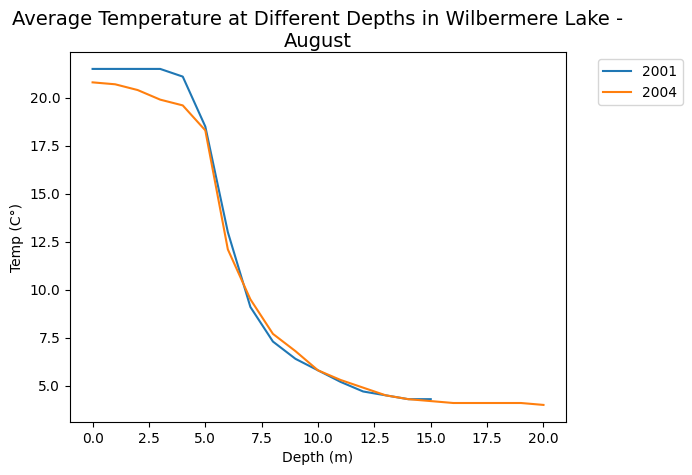 Average Temperature at Different Depths in Wilbermere Lake -
August
2001
2004
Temp (C°)
20.0
17.5
15.0
12.5
10.0
7.5
5.0
0.0 2.5 5.0 7.5 10.0 12.5 15.0 17.5 20.0
Depth (m)